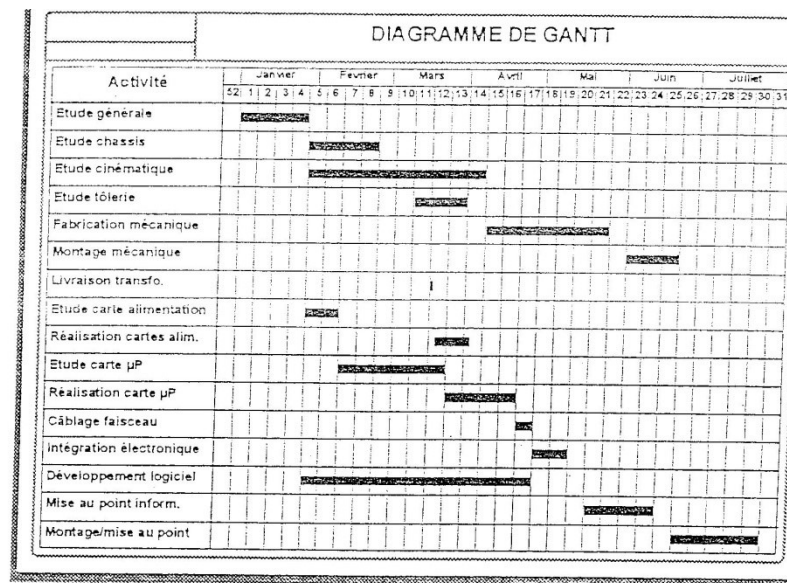 DIAGRAMME DE GANTT
Activité
Janvier Février Mars Avril Mai Juin Juillet
52 1 2 3 4 5 6 7 8 9 10 11 12 13 14 15 16 17 18 19 20 21 22 23 24 25 26 27 28 29 30 31
Etude générale
Etude chassis
Etude cinématique
Etude tôlerie
Fabrication mécanique
Montage mécanique
Livraison transfo.
Etude carte alimentation
Réalisation cartes alim.
Etude carte µP
Réalisation carte µP
Câblage faisceau
Intégration électronique
Développement logiciel
Mise au point inform.
Montage/mise au point